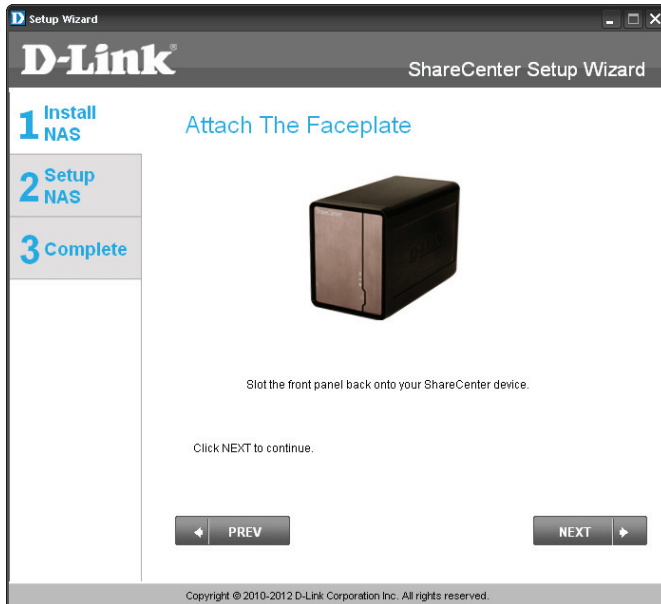 Setup Wizard
D-Link®
ShareCenter Setup Wizard
1 Install
NAS
2 Setup
NAS
3 Complete
Attach The Faceplate
ShareCenter
D-Link
Slot the front panel back onto your ShareCenter device.
Click NEXT to continue.
PREV
NEXT
Copyright © 2010-2012 D-Link Corporation Inc. All rights reserved.